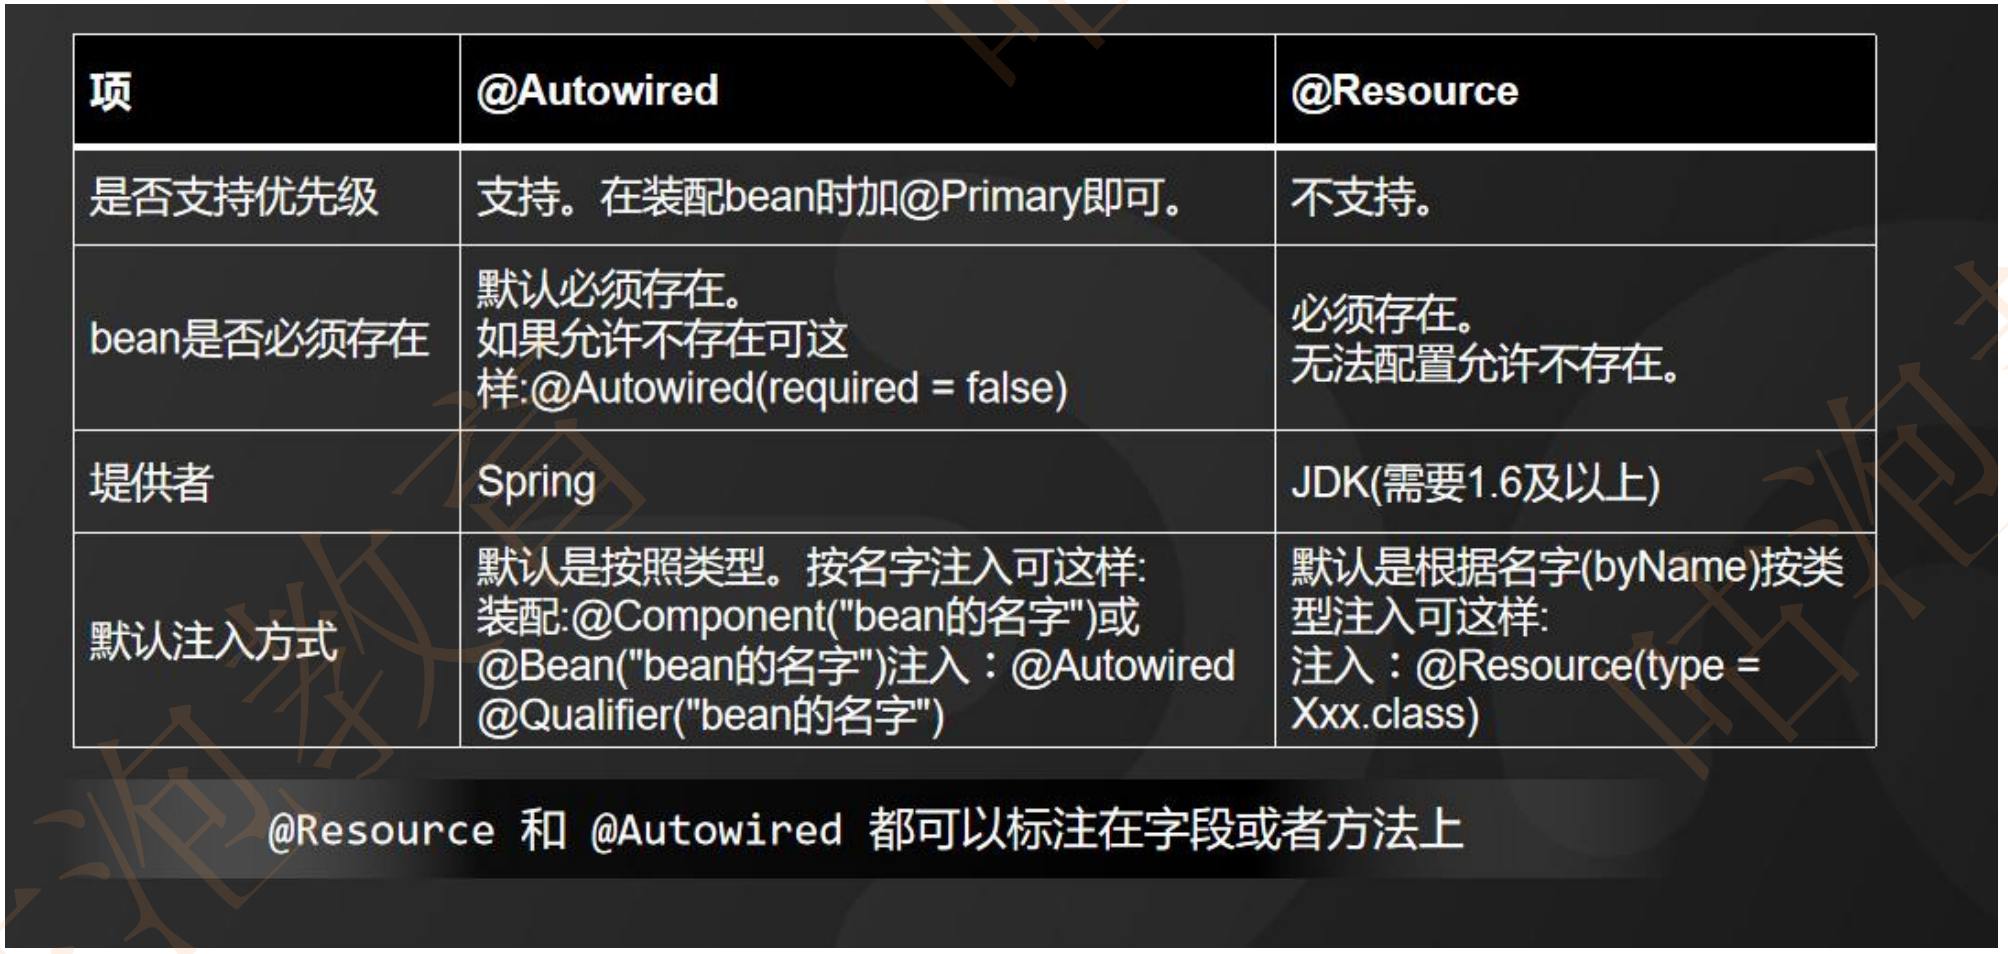 项 @Autowired @Resource
是否支持优先级 支持。在装配bean时加@Primary即可。 不支持。
bean是否必须存在
默认必须存在。
如果允许不存在可这
样:@Autowired(required = false)
必须存在。
无法配置允许不存在。
堤供者 Spring JDK(需要1.6及以上)
默认注入方式
默认是按照类型。按名字注入可这样:
装配:@Component("bean的名字")或
@Bean("bean的名字")注入：@Autowired
@Qualifier("bean的名字")
默认是根据名字(byName)按类
型注入可这样:
注入：@Resource(type =
Xxx.class)
@Resource 和 @Autowired 都可以标注在字段或者方法上
泡教育
咕泡